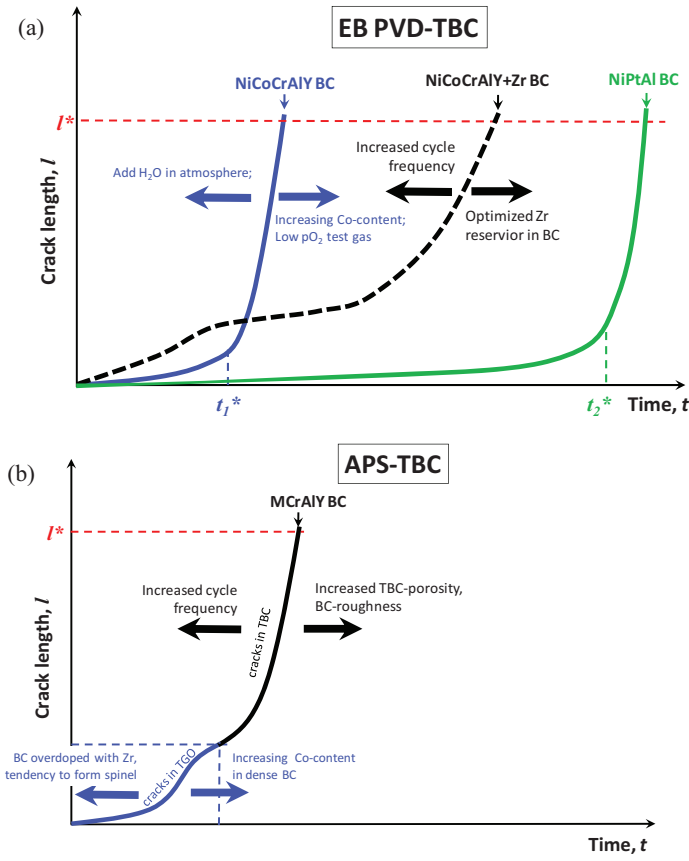 (a)
EB PVD-TBC
NiCoCrAlY BC
NiCoCrAlY+Zr BC
NiPtAl BC
l*
Crack length, l
Add H₂O in atmosphere;
Increasing Co-content;
Low pO₂ test gas
Increased cycle
frequency
Optimized Zr
reservior in BC
t₁*
t₂*
Time, t
(b)
APS-TBC
MCrAlY BC
l*
Crack length, l
Increased cycle
frequency
cracks in TBC
Increased TBC-porosity,
BC-roughness
BC overdoped with Zr,
tendency to form spinel
cracks in TGO
Increasing Co-content
in dense BC
Time, t